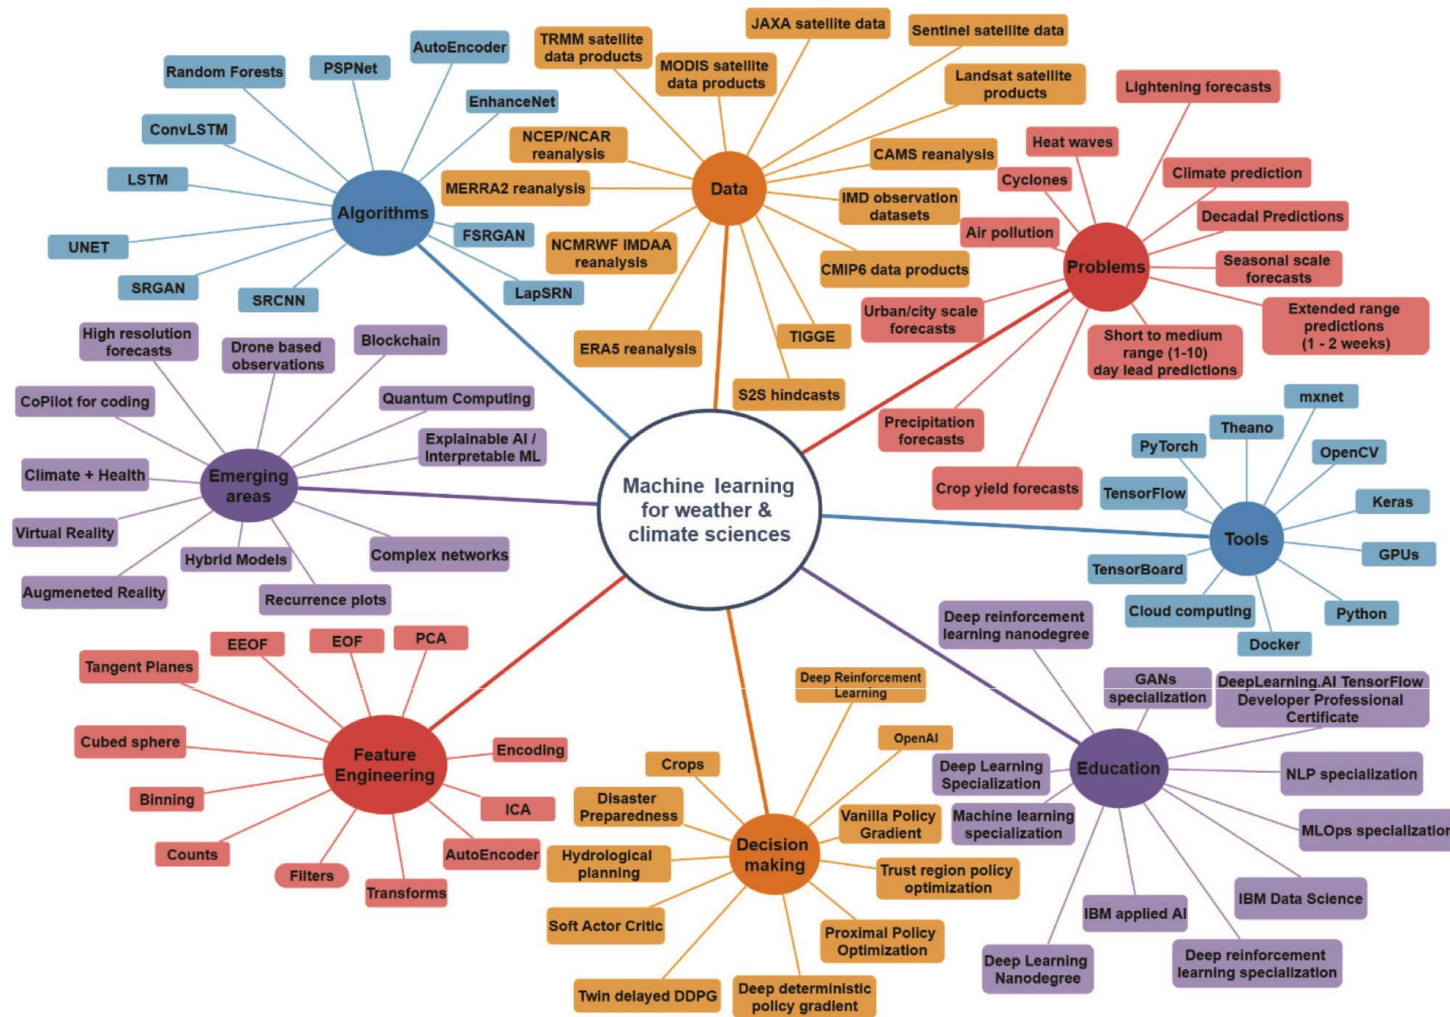 Machine learning
for weather &
climate sciences
Algorithms
AutoEncoder
PSPNet
Random Forests
EnhanceNet
ConvLSTM
LSTM
UNET
SRGAN
SRCNN
LapSRN
FSRGAN
Data
JAXA satellite data
Sentinel satellite data
TRMM satellite
data products
MODIS satellite
data products
Landsat satellite
products
NCEP/NCAR
reanalysis
CAMS reanalysis
MERRA2 reanalysis
IMD observation
datasets
NCMRWF IMDAA
reanalysis
CMIP6 data products
ERA5 reanalysis
TIGGE
S2S hindcasts
Problems
Lightening forecasts
Heat waves
Cyclones
Climate prediction
Decadal Predictions
Air pollution
Seasonal scale
forecasts
Urban/city scale
forecasts
Extended range
predictions
(1 - 2 weeks)
Short to medium
range (1-10)
day lead predictions
Precipitation
forecasts
Crop yield forecasts
Emerging
areas
High resolution
forecasts
Drone based
observations
Blockchain
CoPilot for coding
Quantum Computing
Explainable AI /
Interpretable ML
Climate + Health
Virtual Reality
Hybrid Models
Complex networks
Augmeneted Reality
Recurrence plots
Tools
mxnet
Theano
PyTorch
OpenCV
TensorFlow
Keras
GPUs
TensorBoard
Cloud computing
Python
Docker
Feature
Engineering
EEOF
EOF
PCA
Tangent Planes
Cubed sphere
Encoding
Binning
ICA
Counts
AutoEncoder
Filters
Transforms
Decision
making
Deep Reinforcement
Learning
OpenAI
Crops
Disaster
Preparedness
Vanilla Policy
Gradient
Hydrological
planning
Trust region policy
optimization
Soft Actor Critic
Proximal Policy
Optimization
Twin delayed DDPG
Deep deterministic
policy gradient
Education
Deep reinforcement
learning nanodegree
GANs
specialization
DeepLearning.AI TensorFlow
Developer Professional
Certificate
Deep Learning
Specialization
NLP specialization
Machine learning
specialization
MLOps specialization
IBM Data Science
IBM applied AI
Deep Learning
Nanodegree
Deep reinforcement
learning specialization